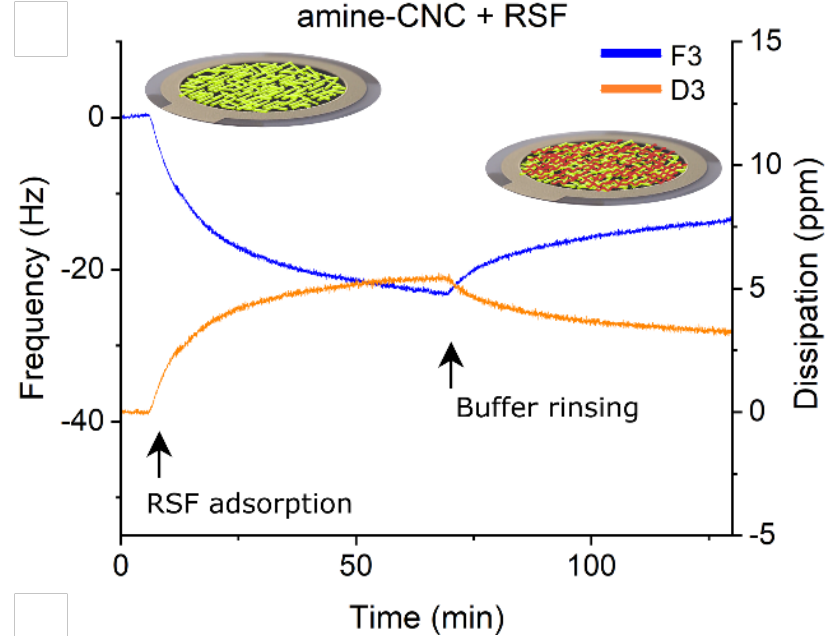 amine-CNC + RSF
F3
D3
0
-20
-40
Frequency (Hz)
15
10
5
0
-5
Dissipation (ppm)
RSF adsorption
Buffer rinsing
0
50
100
Time (min)